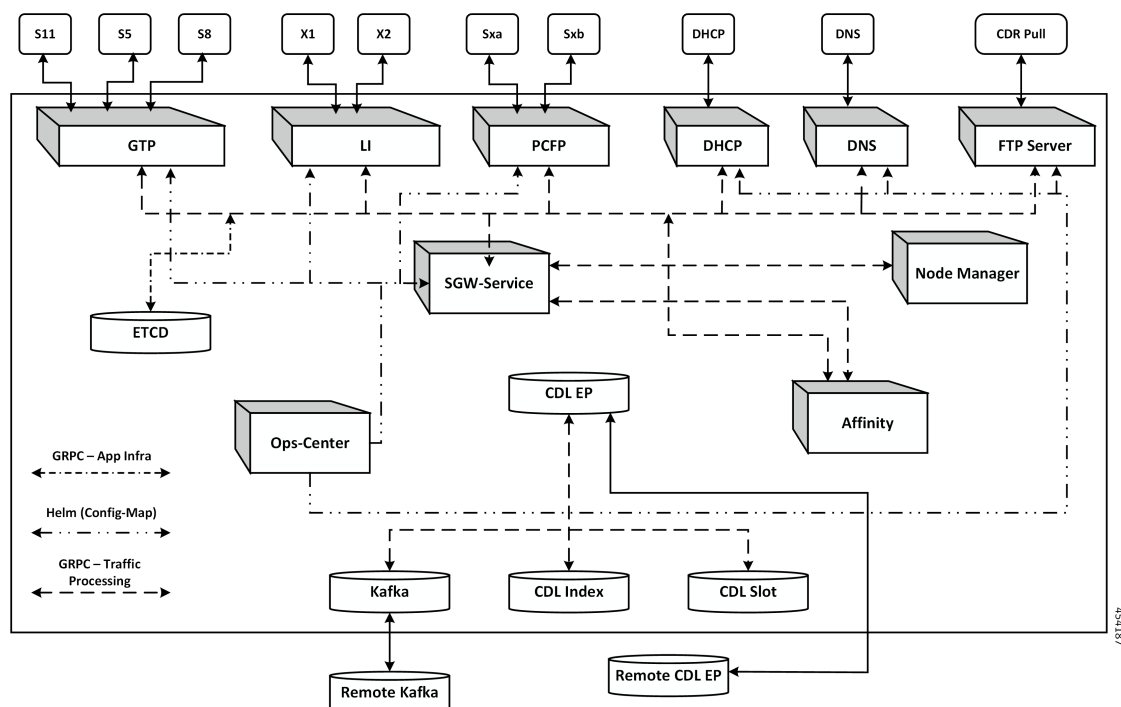 S11
S5
S8
X1
X2
Sxa
Sxb
DHCP
DNS
CDR Pull
GTP
LI
PCFP
DHCP
DNS
FTP Server
SGW-Service
Node Manager
ETCD
CDL EP
Affinity
Ops-Center
GRPC – App Infra
Helm (Config-Map)
GRPC – Traffic
Processing
Kafka
CDL Index
CDL Slot
454187
Remote Kafka
Remote CDL EP